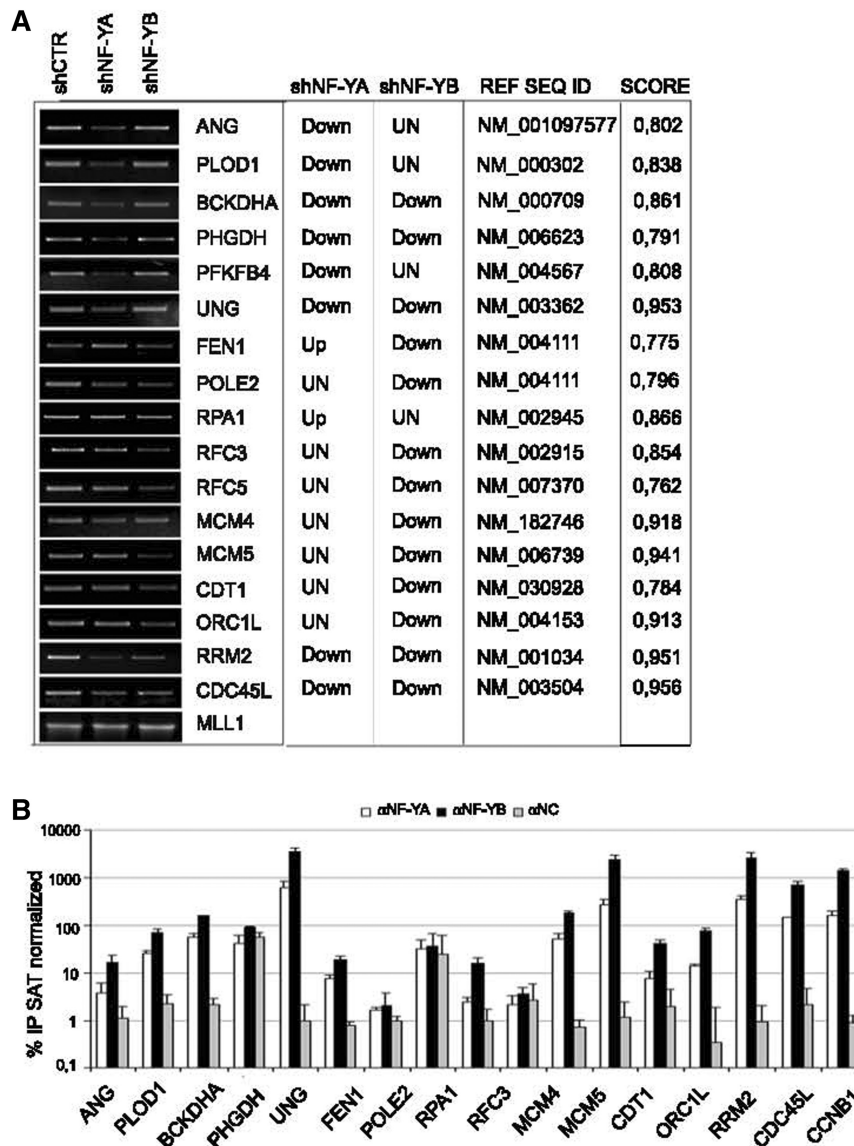 A
shCTR
shNF-YA
shNF-YB
shNF-YA shNF-YB REF SEQ ID SCORE
ANG Down UN NM_001097577 0,802
PLOD1 Down UN NM_000302 0,838
BCKDHA Down Down NM_000709 0,861
PHGDH Down Down NM_006623 0,791
PFKFB4 Down UN NM_004567 0,808
UNG Down Down NM_003362 0,953
FEN1 Up Down NM_004111 0,775
POLE2 UN Down NM_004111 0,796
RPA1 Up UN NM_002945 0,866
RFC3 UN Down NM_002915 0,854
RFC5 UN Down NM_007370 0,762
MCM4 UN Down NM_182746 0,918
MCM5 UN Down NM_006739 0,941
CDT1 UN Down NM_030928 0,784
ORC1L UN Down NM_004153 0,913
RRM2 Down Down NM_001034 0,951
CDC45L Down Down NM_003504 0,956
MLL1
B
αNF-YA αNF-YB αNC
% IP SAT normalized
10000
1000
100
10
1
0,1
ANG PLOD1 BCKDHA PHGDH UNG FEN1 POLE2 RPA1 RFC3 MCM4 MCM5 CDT1 ORC1L RRM2 CDC45L CCNB1